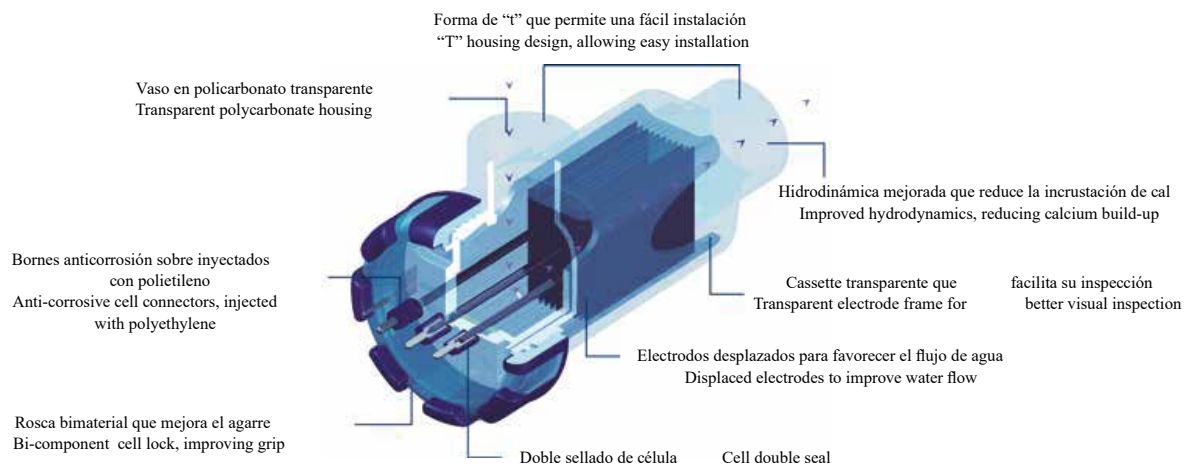 Forma de “t” que permite una fácil instalación
“T” housing design, allowing easy installation
Vaso en policarbonato transparente
Transparent polycarbonate housing
Hidrodinámica mejorada que reduce la incrustación de cal
Improved hydrodynamics, reducing calcium build-up
Bornes anticorrosión sobre inyectados
con polietileno
Anti-corrosive cell connectors, injected
with polyethylene
Cassette transparente que facilita su inspección
Transparent electrode frame for better visual inspection
Electrodos desplazados para favorecer el flujo de agua
Displaced electrodes to improve water flow
Rosca bimaterial que mejora el agarre
Bi-component cell lock, improving grip
Doble sellado de célula Cell double seal